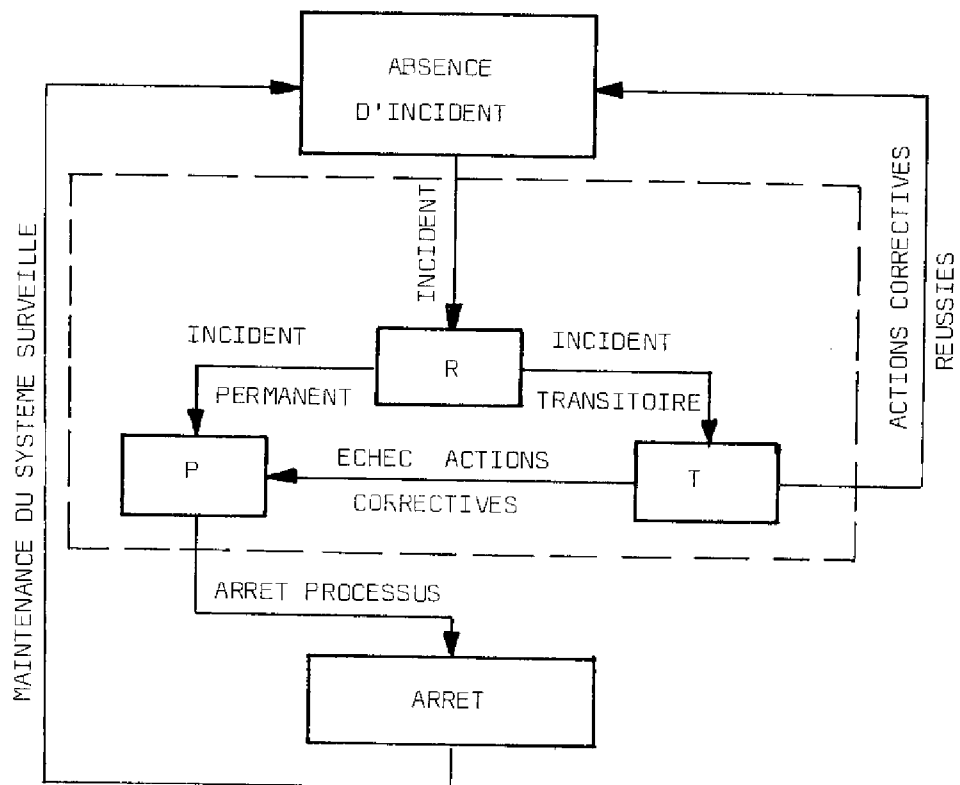 ABSENCE
D'INCIDENT
INCIDENT
MAINTENANCE DU SYSTEME SURVEILLE
ACTIONS CORRECTIVES
REUSSIES
INCIDENT
PERMANENT
R
INCIDENT
TRANSITOIRE
P
ECHEC ACTIONS
CORRECTIVES
T
ARRET PROCESSUS
ARRET